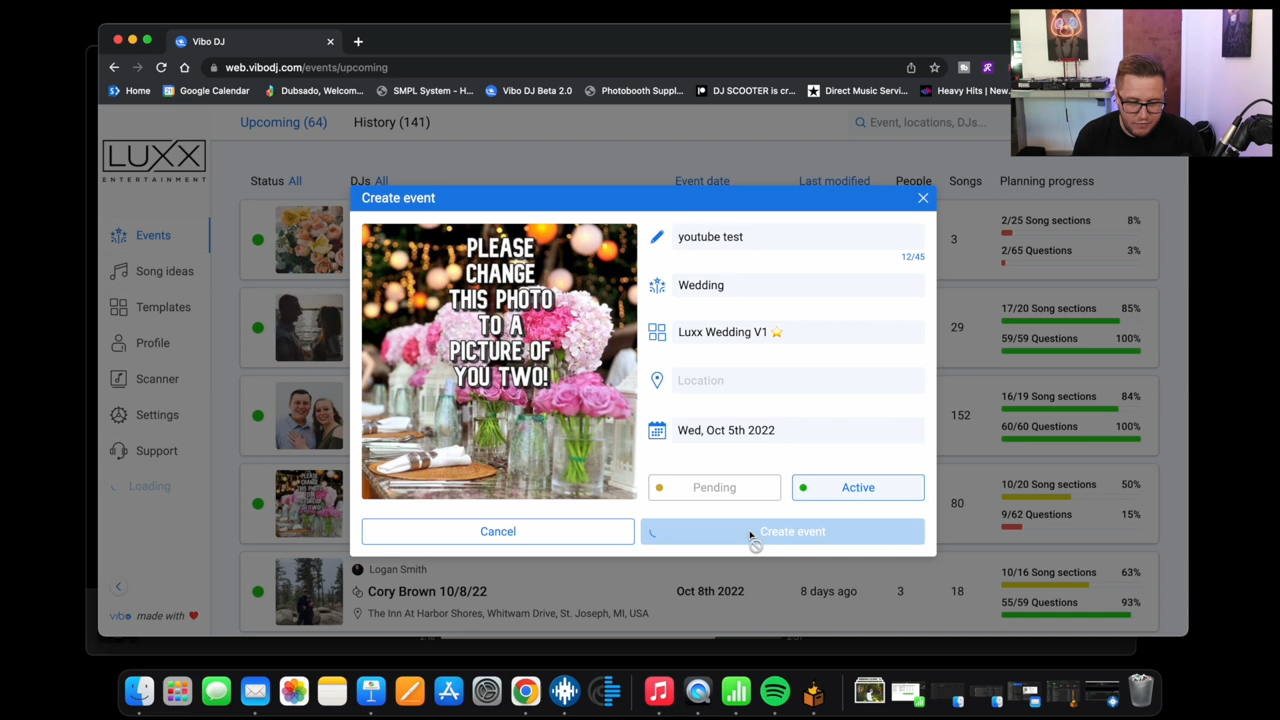 Vibo DJ
web.vibodj.com/events/upcoming
Home
Google Calendar
Dubsado, Welcom...
SMPL System - H...
Vibo DJ Beta 2.0
Photobooth Suppl...
DJ SCOOTER is cr...
Direct Music Servi...
Heavy Hits | New...
Upcoming (64)
History (141)
Event, locations, DJs...
LUXX
ENTERTAINMENT
Status All
DJs All
Event date
Last modified
People
Songs
Planning progress
Events
Song ideas
Templates
Profile
Scanner
Settings
Support
Loading
vibo made with
Create event
PLEASE
CHANGE
THIS PHOTO
TO A
PICTURE OF
YOU TWO!
youtube test
12/45
Wedding
Luxx Wedding V1 ⭐
Location
Wed, Oct 5th 2022
Pending
Active
Cancel
Create event
3
2/25 Song sections 8%
2/65 Questions 3%
29
17/20 Song sections 85%
59/59 Questions 100%
152
16/19 Song sections 84%
60/60 Questions 100%
80
10/20 Song sections 50%
9/62 Questions 15%
Logan Smith
Cory Brown 10/8/22
The Inn At Harbor Shores, Whitwam Drive, St. Joseph, MI, USA
Oct 8th 2022
8 days ago
3
18
10/16 Song sections 63%
55/59 Questions 93%